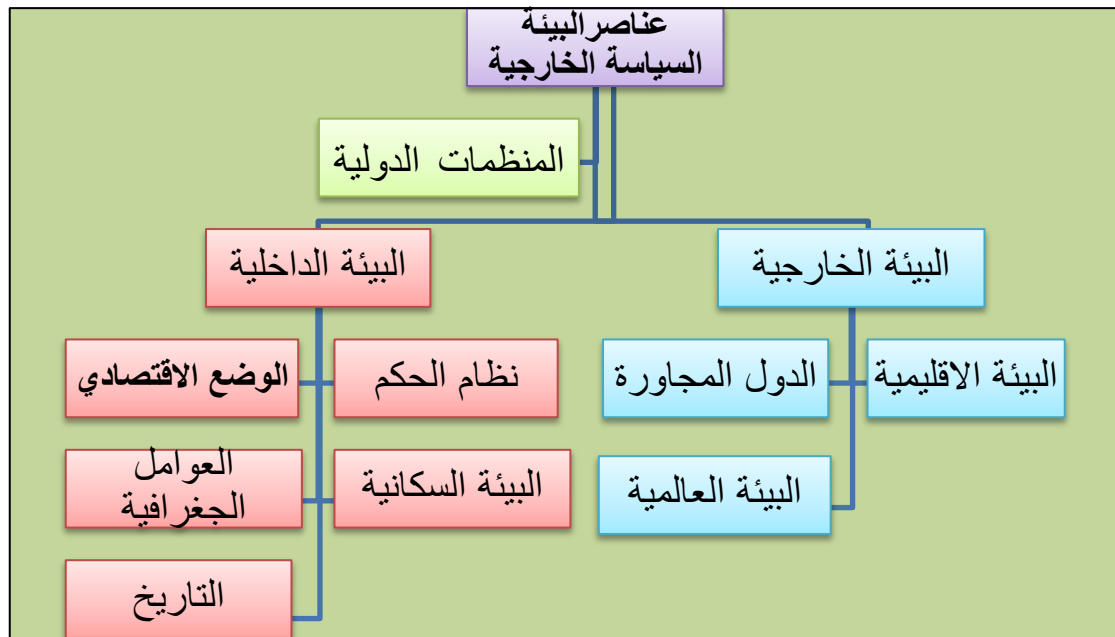 عناصرالبيئة
السياسة الخارجية
المنظمات الدولية
البيئة الخارجية
البيئة الداخلية
البيئة الاقليمية
الدول المجاورة
نظام الحكم
الوضع الاقتصادي
البيئة العالمية
البيئة السكانية
العوامل
الجغرافية
التاريخ